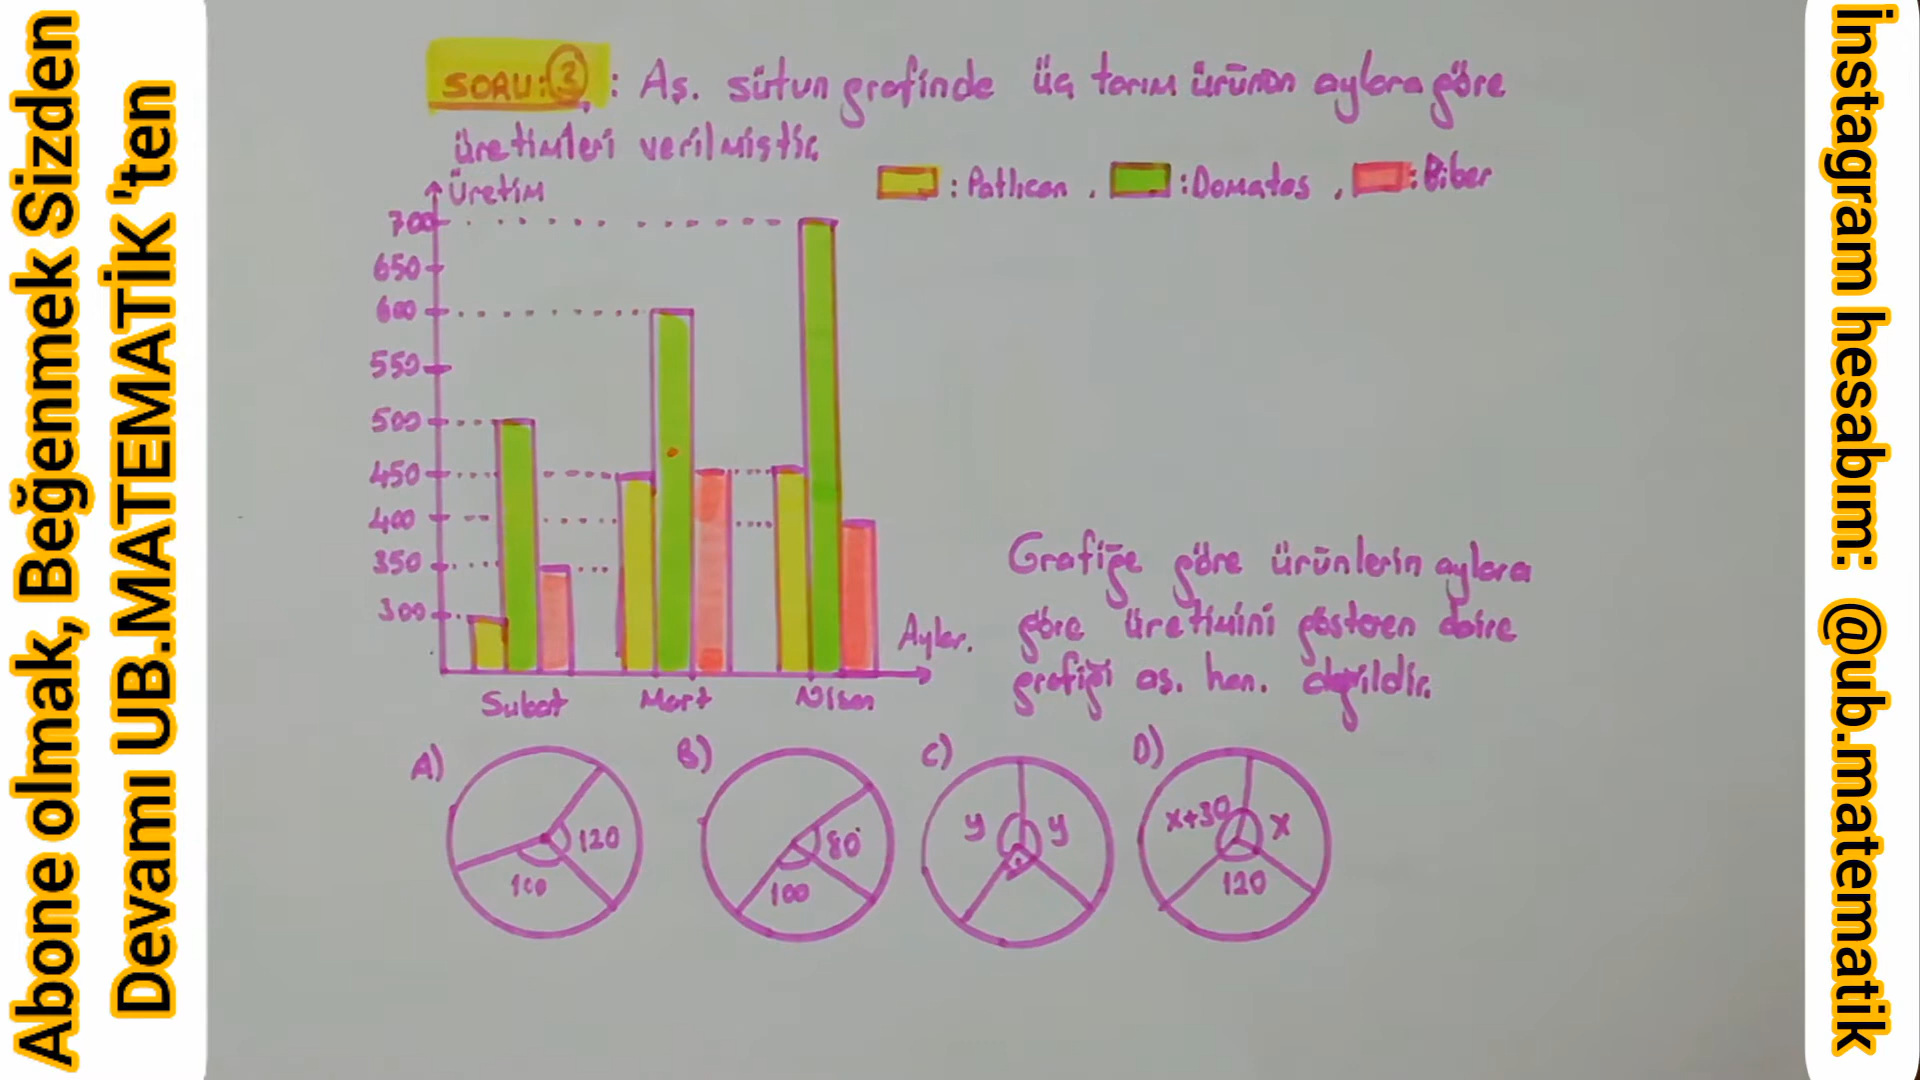 Abone olmak, Beğenmek Sizden
Devamı UB.MATEMATİK 'ten
SORU: 3 : Aş. sütun grafinde üç tarım ürünün aylara göre
üretimleri verilmiştir.
: Patlıcan , : Domates , : Biber
Üretim
700
650
600
550
500
450
400
350
300
Aylar.
Subat Mart Nisan
Grafiğe göre ürünlerin aylara
göre üretimini gösteren daire
grafiği aş. han. değildir.
A) 120
100
B) 80
100
C) y y
D) x+30 x
120
İnstagram hesabım: @ub.matematik